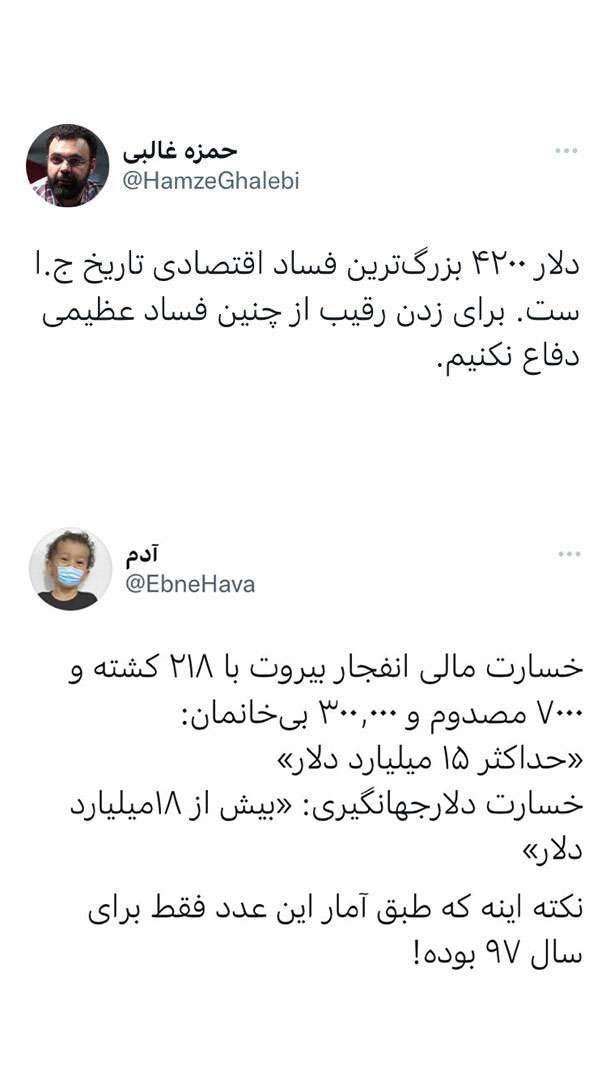 حمزه غالبی
@HamzeGhalebi
دلار ۴۲۰۰ بزرگ‌ترین فساد اقتصادی تاریخ ج.ا
ست. برای زدن رقیب از چنین فساد عظیمی
دفاع نکنیم.
آدم
@EbneHava
خسارت مالی انفجار بیروت با ۲۱۸ کشته و
۷۰۰۰ مصدوم و ۳۰۰,۰۰۰ بی‌خانمان:
«حداکثر ۱۵ میلیارد دلار»
خسارت دلارجهانگیری: «بیش از ۱۸میلیارد
دلار»
نکته اینه که طبق آمار این عدد فقط برای
سال ۹۷ بوده!